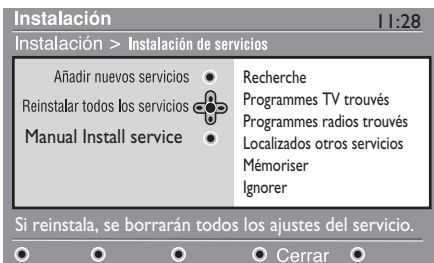 Instalación 11:28
Instalación > Instalación de servicios
Añadir nuevos servicios
Reinstalar todos los servicios
Manual Install service
Recherche
Programmes TV trouvés
Programmes radios trouvés
Localizados otros servicios
Mémoriser
Ignorer
Si reinstala, se borrarán todos los ajustes del servicio.
Cerrar